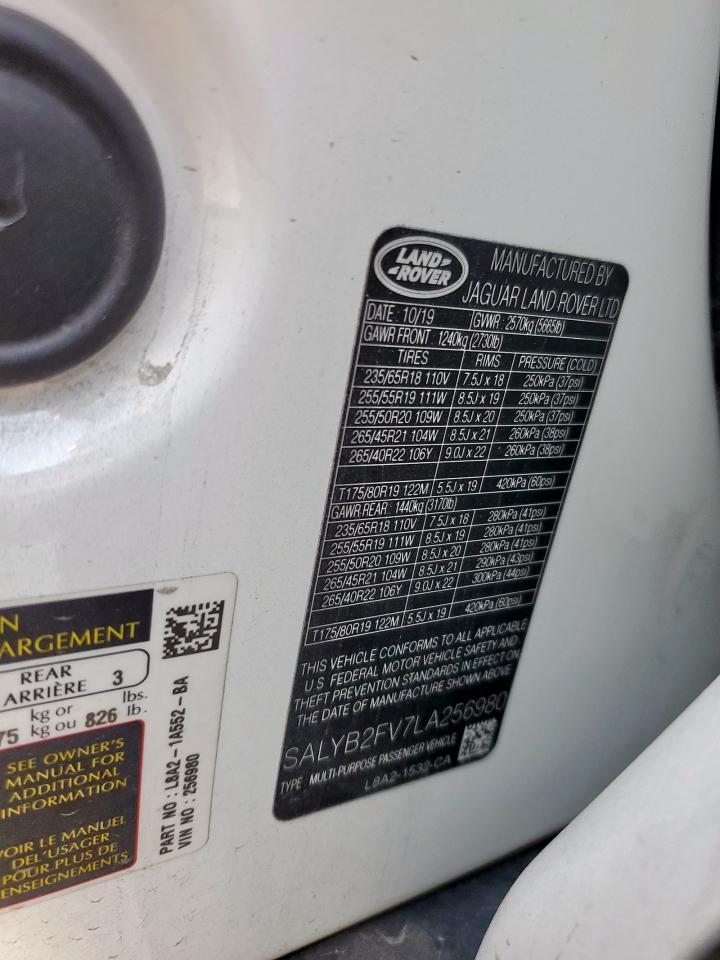 LAND ROVER
MANUFACTURED BY
JAGUAR LAND ROVER LTD
DATE : 10/19 GVWR : 2570kg (5665lb)
GAWR FRONT : 1240kg (2730lb)
TIRES RIMS PRESSURE (COLD)
235/65R18 110V 7.5J x 18 250kPa (37psi)
255/55R19 111W 8.5J x 19 250kPa (37psi)
255/50R20 109W 8.5J x 20 250kPa (37psi)
265/45R21 104W 8.5J x 21 260kPa (38psi)
265/40R22 106Y 9.0J x 22 260kPa (38psi)
T175/80R19 122M 5.5J x 19 420kPa (60psi)
GAWR REAR : 1440kg (3170lb)
235/65R18 110V 7.5J x 18 280kPa (41psi)
255/55R19 111W 8.5J x 19 280kPa (41psi)
255/50R20 109W 8.5J x 20 280kPa (41psi)
265/45R21 104W 8.5J x 21 290kPa (43psi)
265/40R22 106Y 9.0J x 22 300kPa (44psi)
T175/80R19 122M 5.5J x 19 420kPa (60psi)
THIS VEHICLE CONFORMS TO ALL APPLICABLE
U S FEDERAL MOTOR VEHICLE SAFETY AND
THEFT PREVENTION STANDARDS IN EFFECT ON
THE DATE OF MANUFACTURE SHOWN ABOVE
SALYB2FV7LA256980
TYPE : MULTI-PURPOSE PASSENGER VEHICLE
L8A2-1532-CA
N
ARGEMENT
REAR
ARRIÈRE 3
kg or lbs.
75 kg ou 826 lb.
SEE OWNER'S
MANUAL FOR
ADDITIONAL
INFORMATION
VOIR LE MANUEL
DE L'USAGER
POUR PLUS DE
ENSEIGNEMENTS
PART NO : L8A2-1A552-BA
VIN NO : 256980